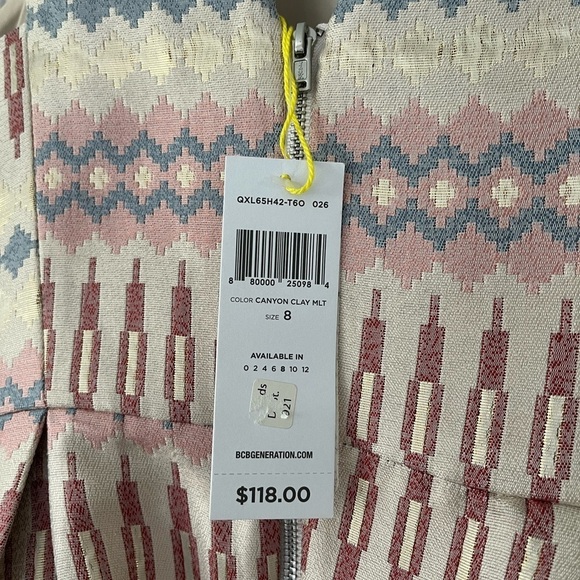 QXL65H42-T6O 026
8 80000 25098 4
COLOR CANYON CLAY MLT
SIZE 8
AVAILABLE IN
0 2 4 6 8 10 12
BCBGENERATION.COM
$118.00